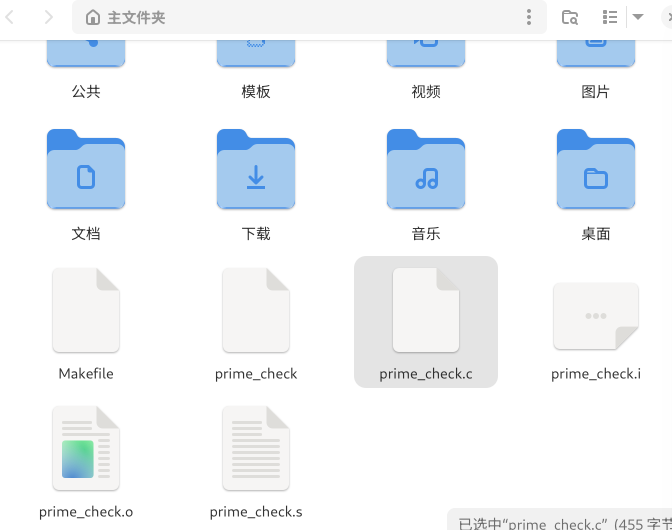 主文件夹
公共
模板
视频
图片
文档
下载
音乐
桌面
Makefile
prime_check
prime_check.c
prime_check.i
prime_check.o
prime_check.s
已选中“prime_check.c” (455 字节